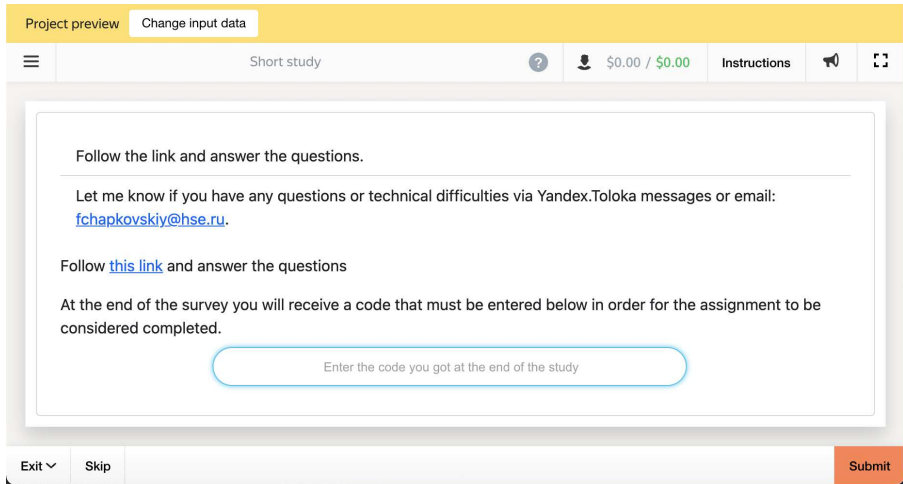 Project preview Change input data
Short study ? $0.00 / $0.00 Instructions
Follow the link and answer the questions.
Let me know if you have any questions or technical difficulties via Yandex.Toloka messages or email:
fchapkovskiy@hse.ru.
Follow this link and answer the questions
At the end of the survey you will receive a code that must be entered below in order for the assignment to be
considered completed.
Enter the code you got at the end of the study
Exit Skip Submit